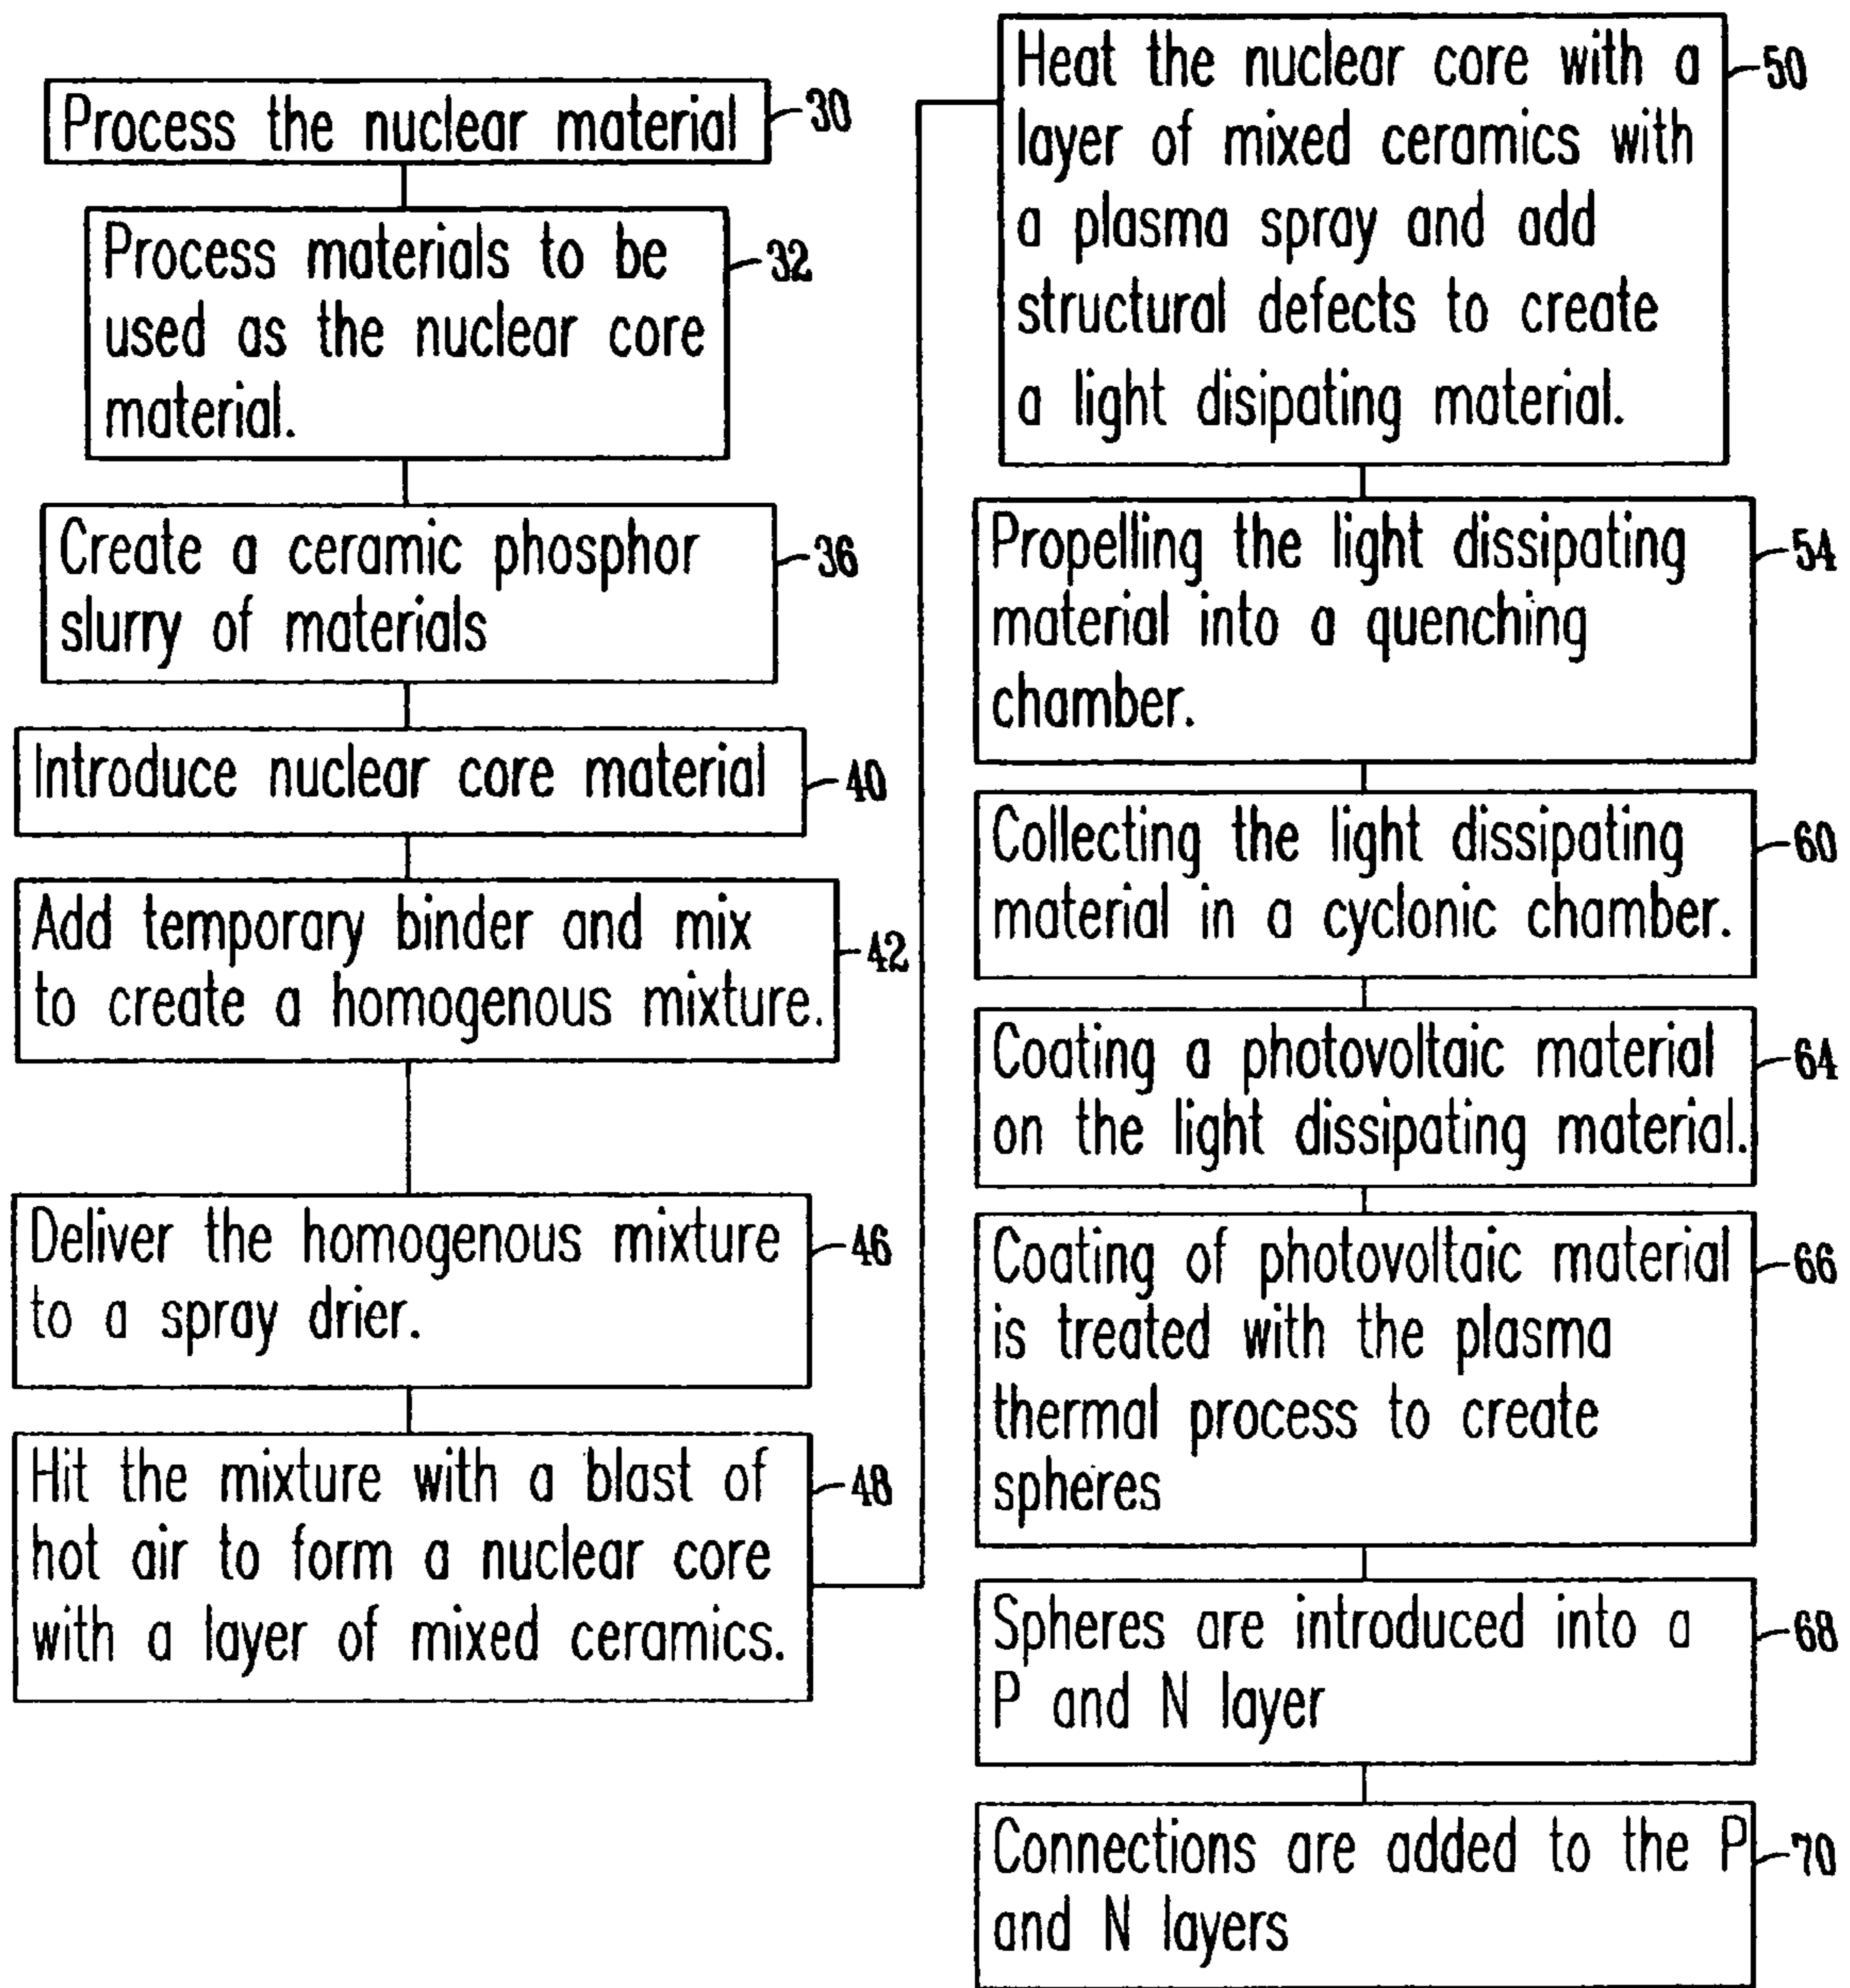 Process the nuclear material
30
Process materials to be
used as the nuclear core
material.
32
Create a ceramic phosphor
slurry of materials
36
Introduce nuclear core material
40
Add temporary binder and mix
to create a homogenous mixture.
42
Deliver the homogenous mixture
to a spray drier.
46
Hit the mixture with a blast of
hot air to form a nuclear core
with a layer of mixed ceramics.
48
Heat the nuclear core with a
layer of mixed ceramics with
a plasma spray and add
structural defects to create
a light disipating material.
50
Propelling the light dissipating
material into a quenching
chamber.
54
Collecting the light dissipating
material in a cyclonic chamber.
60
Coating a photovoltaic material
on the light dissipating material.
64
Coating of photovoltaic material
is treated with the plasma
thermal process to create
spheres
66
Spheres are introduced into a
P and N layer
68
Connections are added to the P
and N layers
70